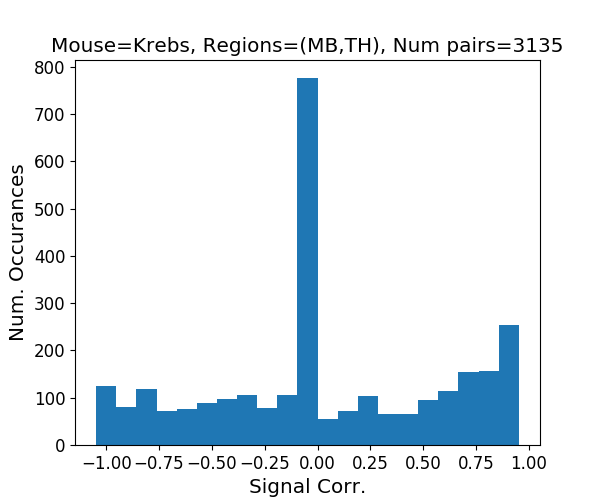 Mouse=Krebs, Regions=(MB,TH), Num pairs=3135
800
700
600
500
400
300
200
100
0
Num. Occurances
−1.00 −0.75 −0.50 −0.25 0.00 0.25 0.50 0.75 1.00
Signal Corr.